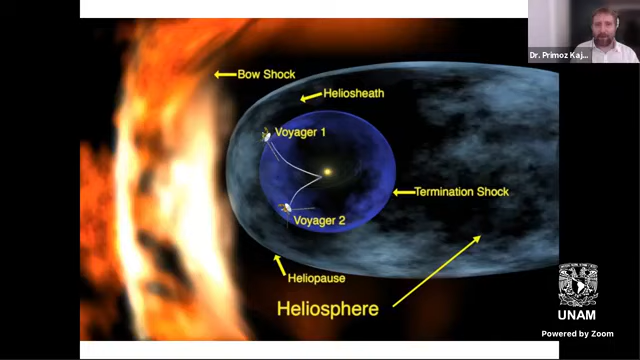 Dr. Primoz Kaj...
Bow Shock
Heliosheath
Voyager 1
Termination Shock
Voyager 2
Heliopause
Heliosphere
UNAM
Powered by Zoom